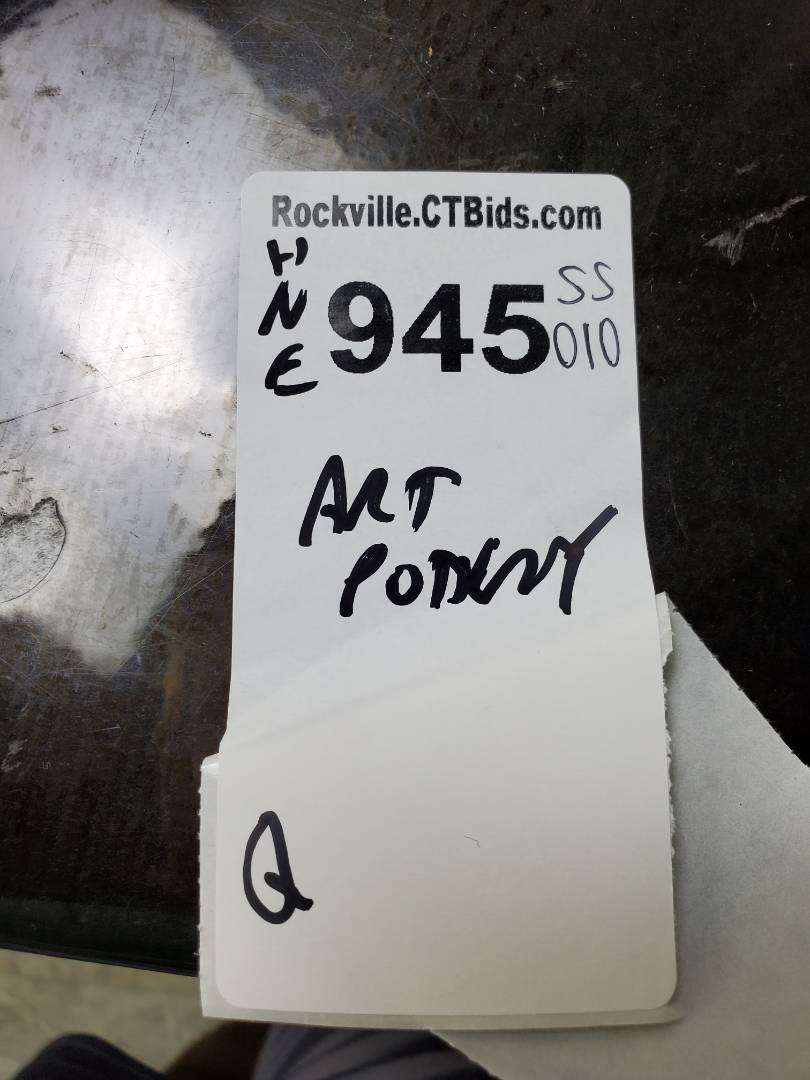 Rockville.CTBids.com
H
N
E
945
SS
010
ART
POTTERY
Q